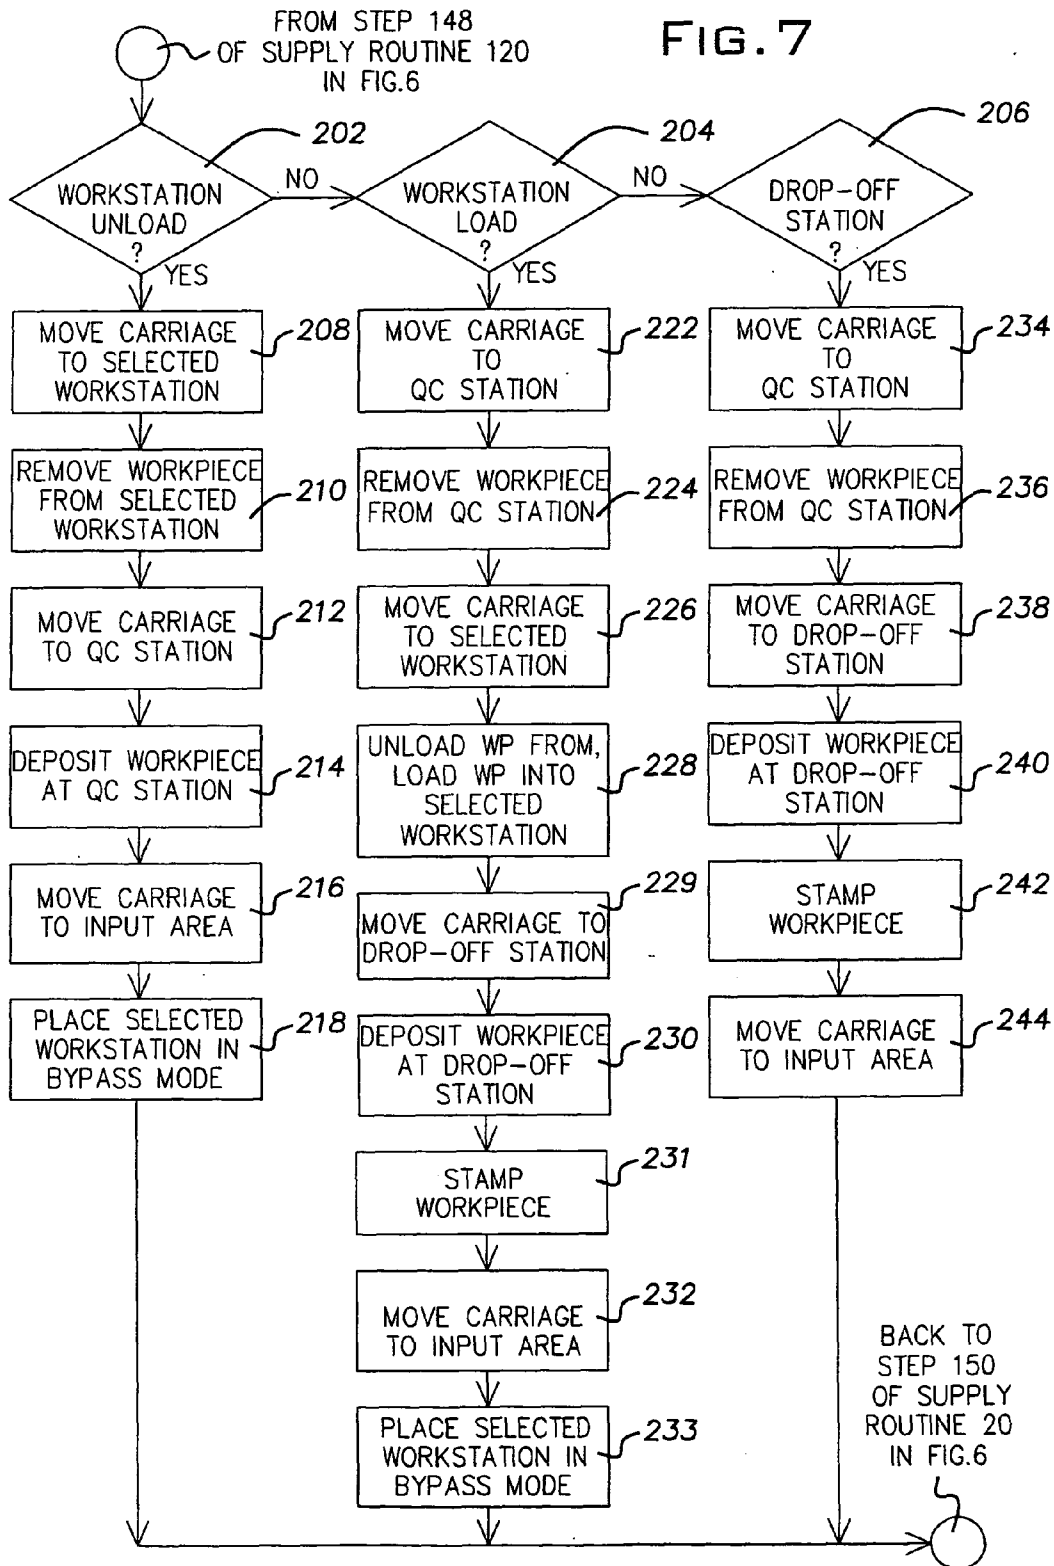 FROM STEP 148
OF SUPPLY ROUTINE 120
IN FIG.6
FIG. 7
202
204
206
WORKSTATION
UNLOAD
?
NO
WORKSTATION
LOAD
?
NO
DROP-OFF
STATION
?
YES
YES
YES
MOVE CARRIAGE
TO SELECTED
WORKSTATION
208
REMOVE WORKPIECE
FROM SELECTED
WORKSTATION
210
MOVE CARRIAGE
TO QC STATION
212
DEPOSIT WORKPIECE
AT QC STATION
214
MOVE CARRIAGE
TO INPUT AREA
216
PLACE SELECTED
WORKSTATION IN
BYPASS MODE
218
MOVE CARRIAGE
TO
QC STATION
222
REMOVE WORKPIECE
FROM QC STATION
224
MOVE CARRIAGE
TO SELECTED
WORKSTATION
226
UNLOAD WP FROM,
LOAD WP INTO
SELECTED
WORKSTATION
228
MOVE CARRIAGE TO
DROP-OFF STATION
229
DEPOSIT WORKPIECE
AT DROP-OFF
STATION
230
STAMP
WORKPIECE
231
MOVE CARRIAGE
TO INPUT AREA
232
PLACE SELECTED
WORKSTATION IN
BYPASS MODE
233
MOVE CARRIAGE
TO
QC STATION
234
REMOVE WORKPIECE
FROM QC STATION
236
MOVE CARRIAGE
TO DROP-OFF
STATION
238
DEPOSIT WORKPIECE
AT DROP-OFF
STATION
240
STAMP
WORKPIECE
242
MOVE CARRIAGE
TO INPUT AREA
244
BACK TO
STEP 150
OF SUPPLY
ROUTINE 20
IN FIG.6